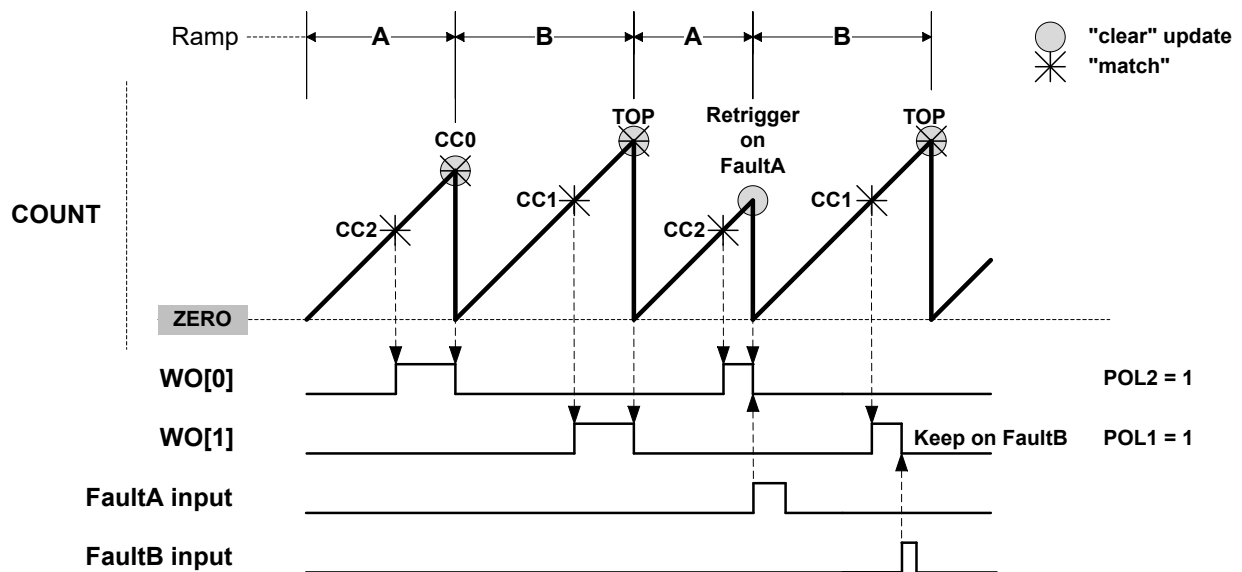 Ramp
A
B
A
B
"clear" update
"match"
COUNT
CC0
TOP
Retrigger
on
FaultA
TOP
CC2
CC1
CC2
CC1
ZERO
WO[0]
POL2 = 1
WO[1]
Keep on FaultB
POL1 = 1
FaultA input
FaultB input